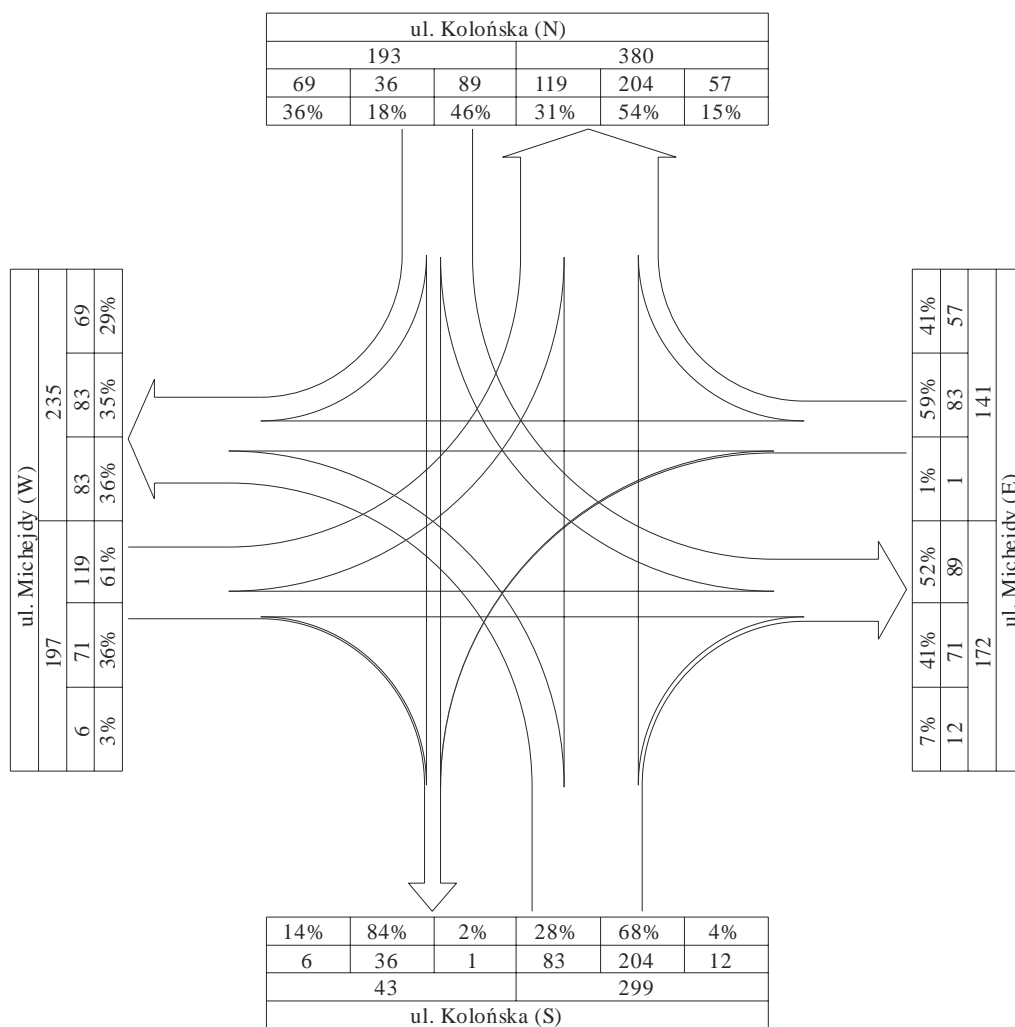 ul. Kolońska (N)
193 380
69 36 89 119 204 57
36% 18% 46% 31% 54% 15%
ul. Michejdy (W)
235 197
69 83 83 119 71 6
29% 35% 36% 61% 36% 3%
41% 59% 1% 52% 41% 7%
57 83 1 89 71 12
141 172
ul. Michejdy (E)
14% 84% 2% 28% 68% 4%
6 36 1 83 204 12
43 299
ul. Kolońska (S)